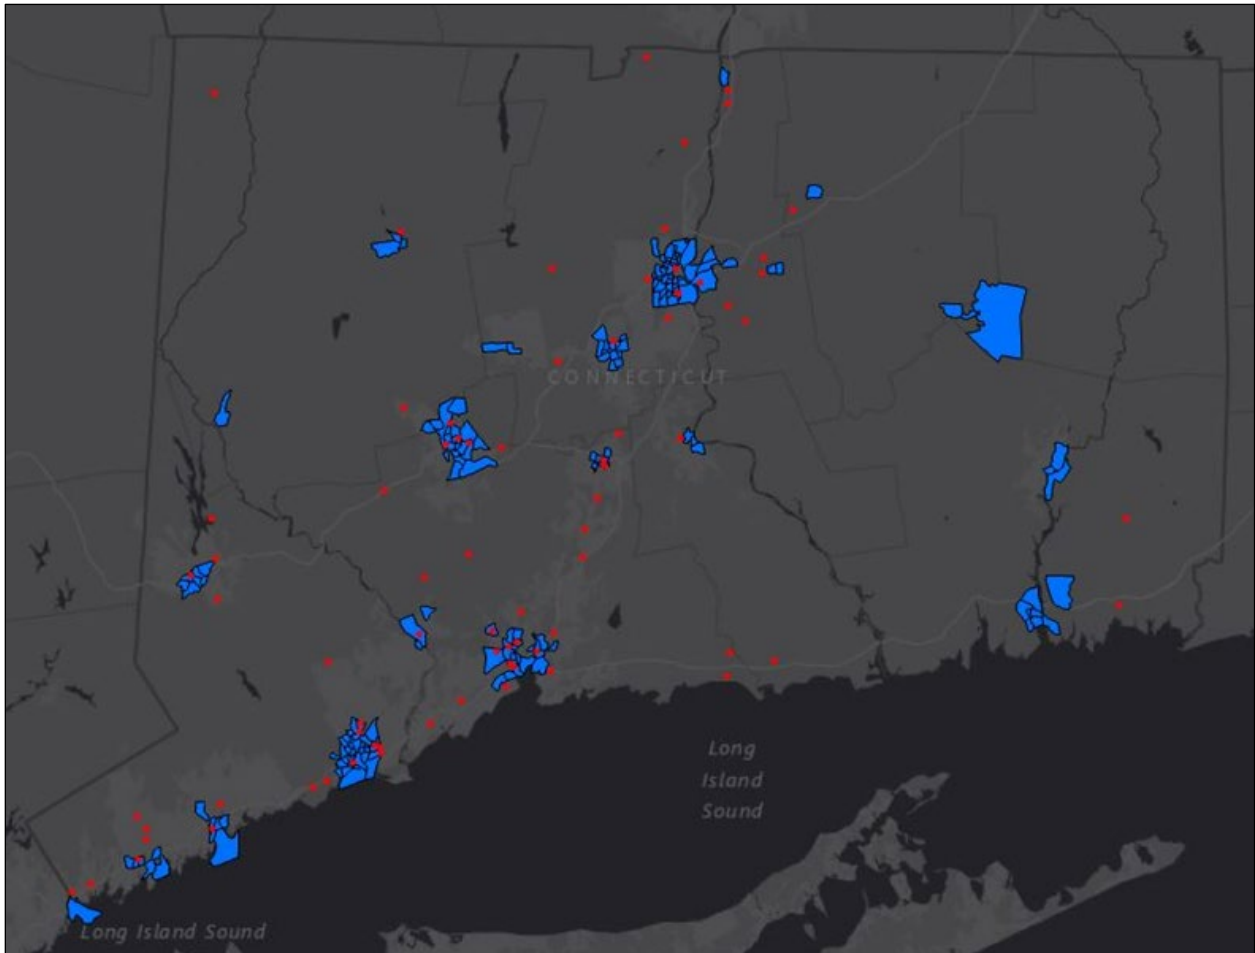 CONNECTICUT
Long
Island
Sound
Long Island Sound